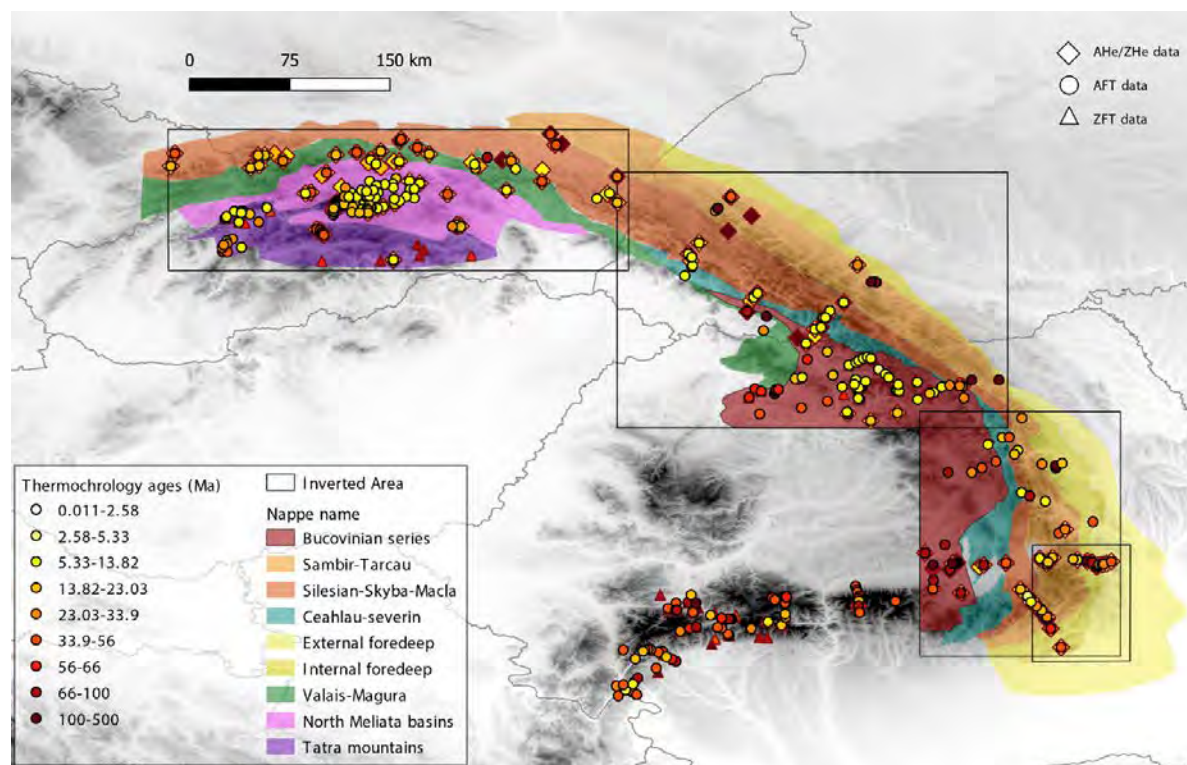 0 75 150 km
AHe/ZHe data
AFT data
ZFT data
Thermochrology ages (Ma)
0.011-2.58
2.58-5.33
5.33-13.82
13.82-23.03
23.03-33.9
33.9-56
56-66
66-100
100-500
Inverted Area
Nappe name
Bucovinian series
Sambir-Tarcau
Silesian-Skyba-Macla
Ceahlau-severin
External foredeep
Internal foredeep
Valais-Magura
North Meliata basins
Tatra mountains